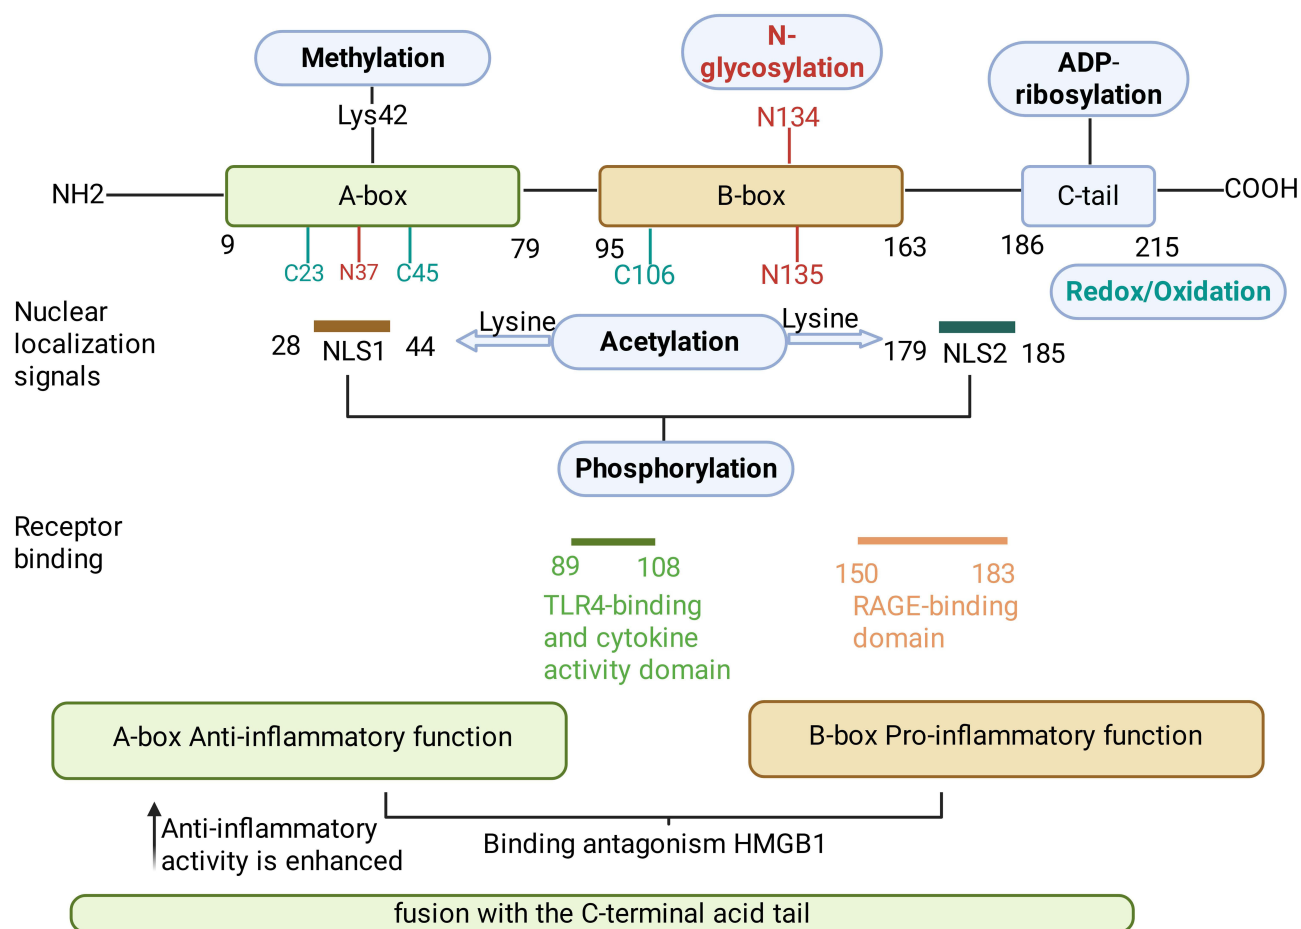 Methylation
N-
glycosylation
ADP-
ribosylation
Lys42
N134
NH2
A-box
B-box
C-tail
COOH
9
79
95
163
186
215
C23
N37
C45
C106
N135
Redox/Oxidation
Nuclear
localization
signals
28
NLS1
44
Lysine
Acetylation
Lysine
179
NLS2
185
Phosphorylation
Receptor
binding
89
108
150
183
TLR4-binding
and cytokine
activity domain
RAGE-binding
domain
A-box Anti-inflammatory function
B-box Pro-inflammatory function
Anti-inflammatory
activity is enhanced
Binding antagonism HMGB1
fusion with the C-terminal acid tail